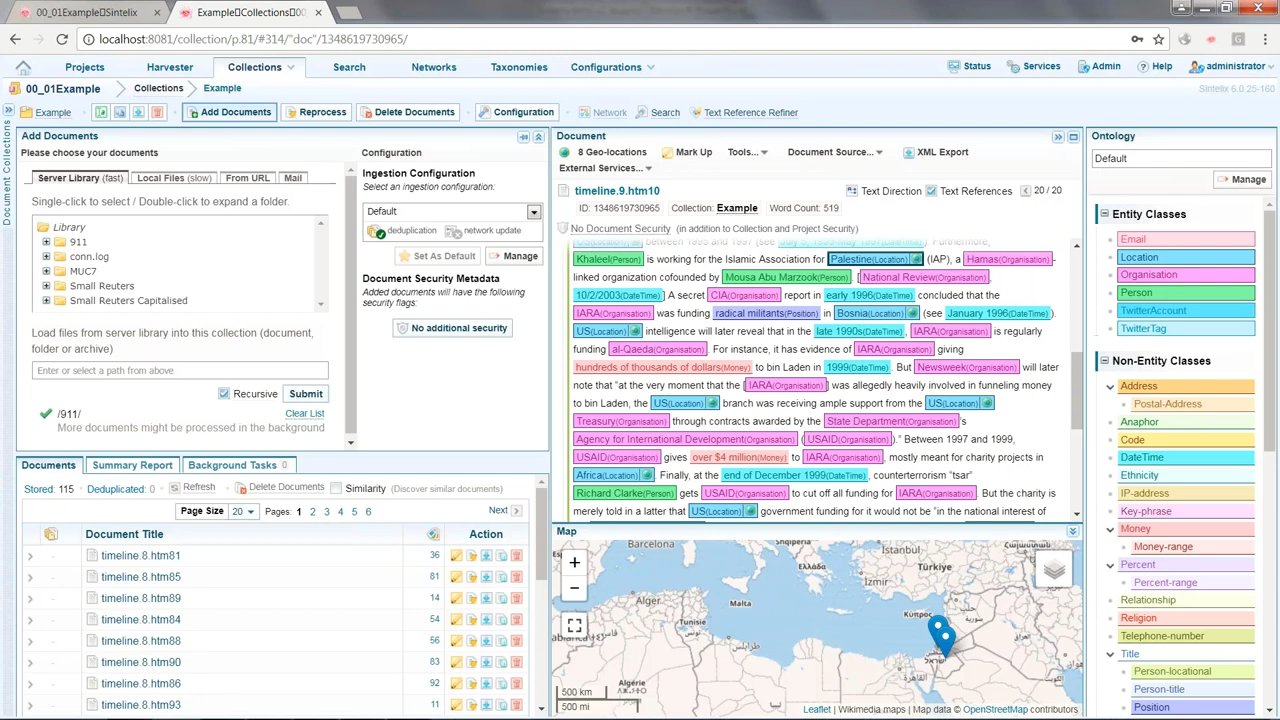 00_01Example▯Sintelix
Example▯Collections▯00
localhost:8081/collection/p.81/#314/"doc"/1348619730965/
Projects
Harvester
Collections
Search
Networks
Taxonomies
Configurations
Status
Services
Admin
Help
administrator
00_01Example
Collections
Example
Sintelix 6.0.25-160
Example
Add Documents
Reprocess
Delete Documents
Configuration
Network
Search
Text Reference Refiner
Document Collections
Add Documents
Please choose your documents
Server Library (fast)
Local Files (slow)
From URL
Mail
Single-click to select / Double-click to expand a folder.
Library
911
conn.log
MUC7
Small Reuters
Small Reuters Capitalised
Load files from server library into this collection (document,
folder or archive)
Enter or select a path from above
Recursive
Submit
/911/
Clear List
More documents might be processed in the background
Configuration
Ingestion Configuration
Select an ingestion configuration:
Default
deduplication
network update
Set As Default
Manage
Document Security Metadata
Added documents will have the following
security flags:
No additional security
Documents
Summary Report
Background Tasks 0
Stored: 115
Deduplicated: 0
Refresh
Delete Documents
Similarity
(Discover similar documents)
Page Size
20
Pages: 1 2 3 4 5 6
Next
Document Title
Action
timeline.8.htm81 36
timeline.8.htm85 81
timeline.8.htm89 14
timeline.8.htm84 54
timeline.8.htm88 56
timeline.8.htm90 83
timeline.8.htm86 92
timeline.8.htm93 11
Document
8 Geo-locations
Mark Up
Tools...
Document Source...
XML Export
External Services...
timeline.9.htm10
Text Direction
Text References
20 / 20
ID: 1348619730965
Collection: Example
Word Count: 519
No Document Security (in addition to Collection and Project Security)
between 1995 and 1997 (see Furthermore,
Khaleel(Person) is working for the Islamic Association for Palestine(Location) (IAP), a Hamas(Organisation)-
linked organization cofounded by Mousa Abu Marzook(Person). [National Review(Organisation),
10/2/2003(DateTime)] A secret CIA(Organisation) report in early 1996(DateTime) concluded that the
IARA(Organisation) was funding radical militants(Position) in Bosnia(Location) (see January 1996(DateTime)).
US(Location) intelligence will later reveal that in the late 1990s(DateTime), IARA(Organisation) is regularly
funding al-Qaeda(Organisation). For instance, it has evidence of IARA(Organisation) giving
hundreds of thousands of dollars(Money) to bin Laden in 1999(DateTime). But Newsweek(Organisation) will later
note that "at the very moment that the [IARA(Organisation)] was allegedly heavily involved in funneling money
to bin Laden, the US(Location) branch was receiving ample support from the US(Location)
Treasury(Organisation) through contracts awarded by the State Department(Organisation)'s
Agency for International Development(Organisation) (USAID(Organisation))." Between 1997 and 1999,
USAID(Organisation) gives over $4 million(Money) to IARA(Organisation), mostly meant for charity projects in
Africa(Location). Finally, at the end of December 1999(DateTime), counterterrorism "tsar"
Richard Clarke(Person) gets USAID(Organisation) to cut off all funding for IARA(Organisation). But the charity is
merely told in a latter that US(Location) government funding for it would not be "in the national interest of
Map
+
−
Barcelona
Shqipëria
İstanbul
Ελλάς
Türkiye
İzmir
Alger
Malta
Tunisie
Κύπρος
سوريا
العراق
طرابلس
ישראל
القاهرة
Algérie
500 km
500 mi
Leaflet | Wikimedia maps | Map data © OpenStreetMap contributors
Ontology
Default
Manage
Entity Classes
Email
Location
Organisation
Person
TwitterAccount
TwitterTag
Non-Entity Classes
Address
Postal-Address
Anaphor
Code
DateTime
Ethnicity
IP-address
Key-phrase
Money
Money-range
Percent
Percent-range
Relationship
Religion
Telephone-number
Title
Person-locational
Person-title
Position